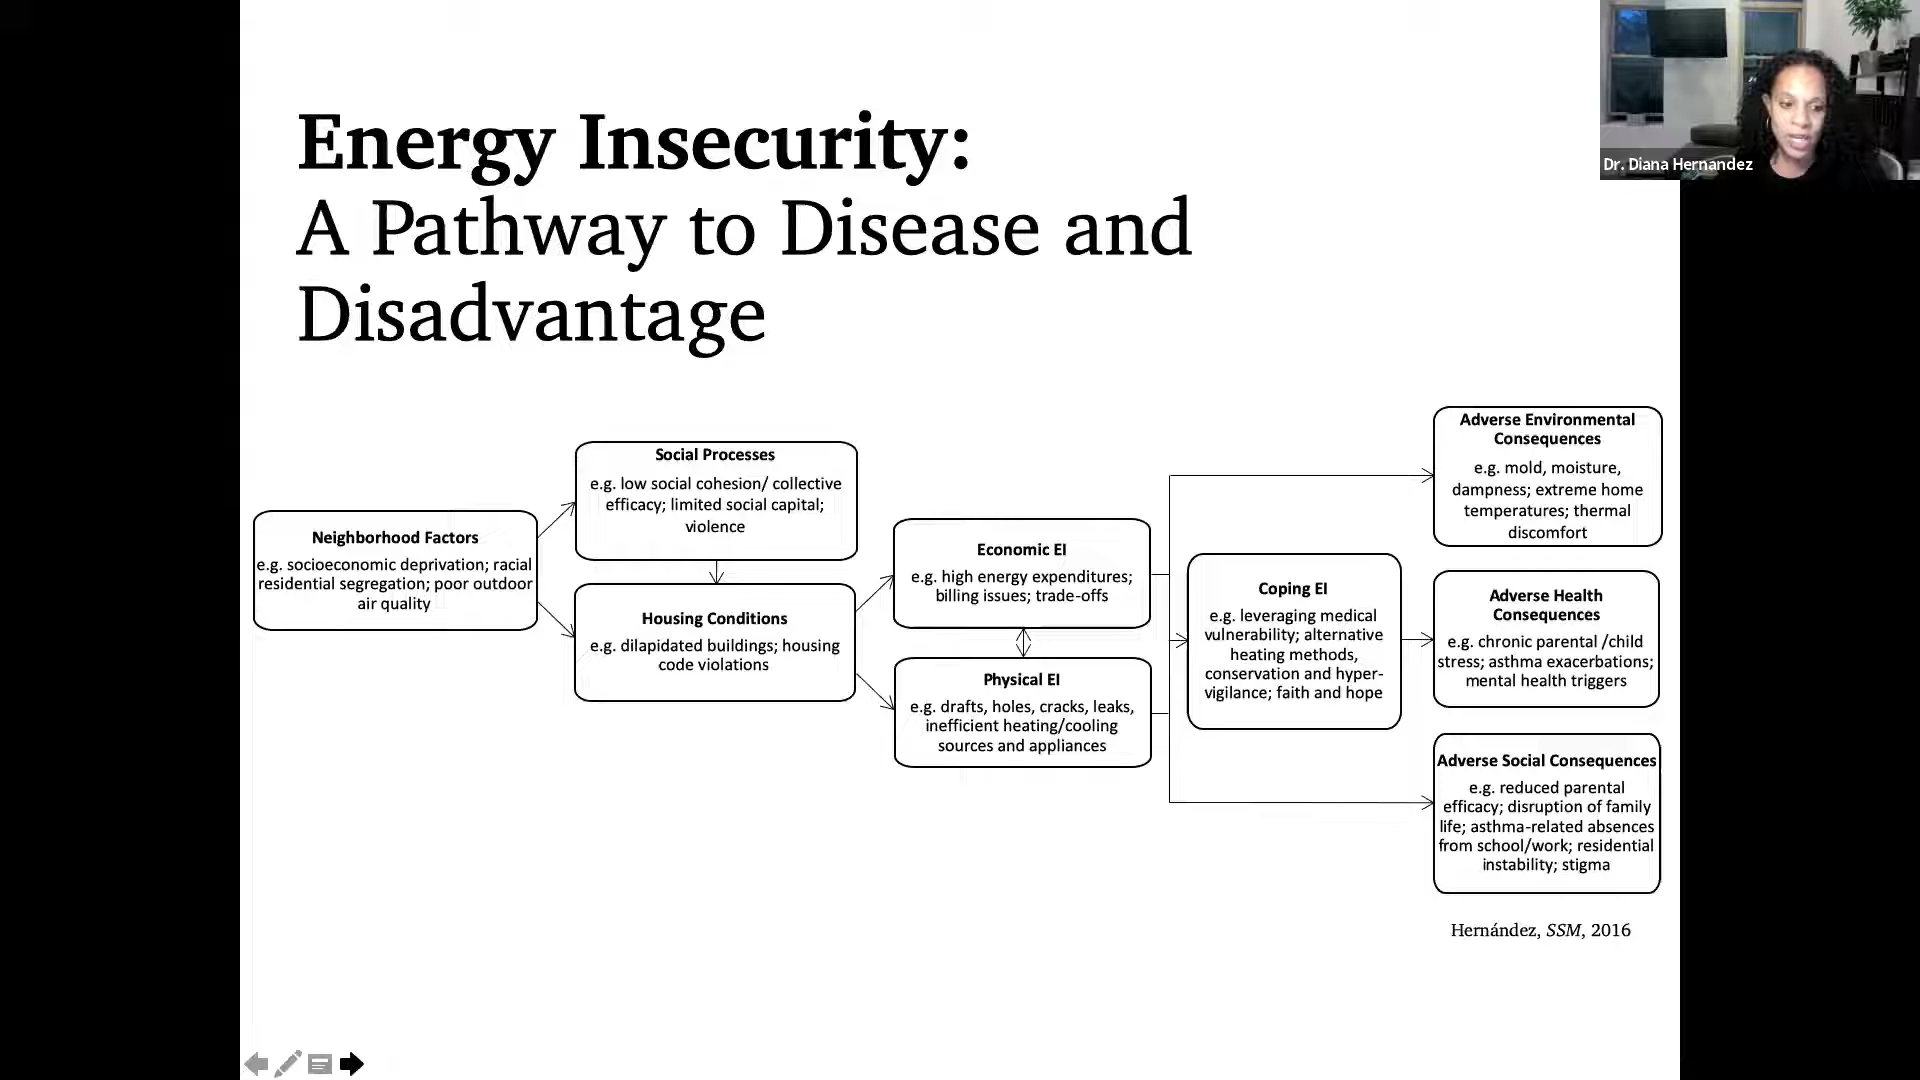 Energy Insecurity:
A Pathway to Disease and
Disadvantage
Dr. Diana Hernandez
Neighborhood Factors
e.g. socioeconomic deprivation; racial
residential segregation; poor outdoor
air quality
Social Processes
e.g. low social cohesion/ collective
efficacy; limited social capital;
violence
Housing Conditions
e.g. dilapidated buildings; housing
code violations
Economic EI
e.g. high energy expenditures;
billing issues; trade-offs
Physical EI
e.g. drafts, holes, cracks, leaks,
inefficient heating/cooling
sources and appliances
Coping EI
e.g. leveraging medical
vulnerability; alternative
heating methods,
conservation and hyper-
vigilance; faith and hope
Adverse Environmental
Consequences
e.g. mold, moisture,
dampness; extreme home
temperatures; thermal
discomfort
Adverse Health
Consequences
e.g. chronic parental /child
stress; asthma exacerbations;
mental health triggers
Adverse Social Consequences
e.g. reduced parental
efficacy; disruption of family
life; asthma-related absences
from school/work; residential
instability; stigma
Hernández, SSM, 2016